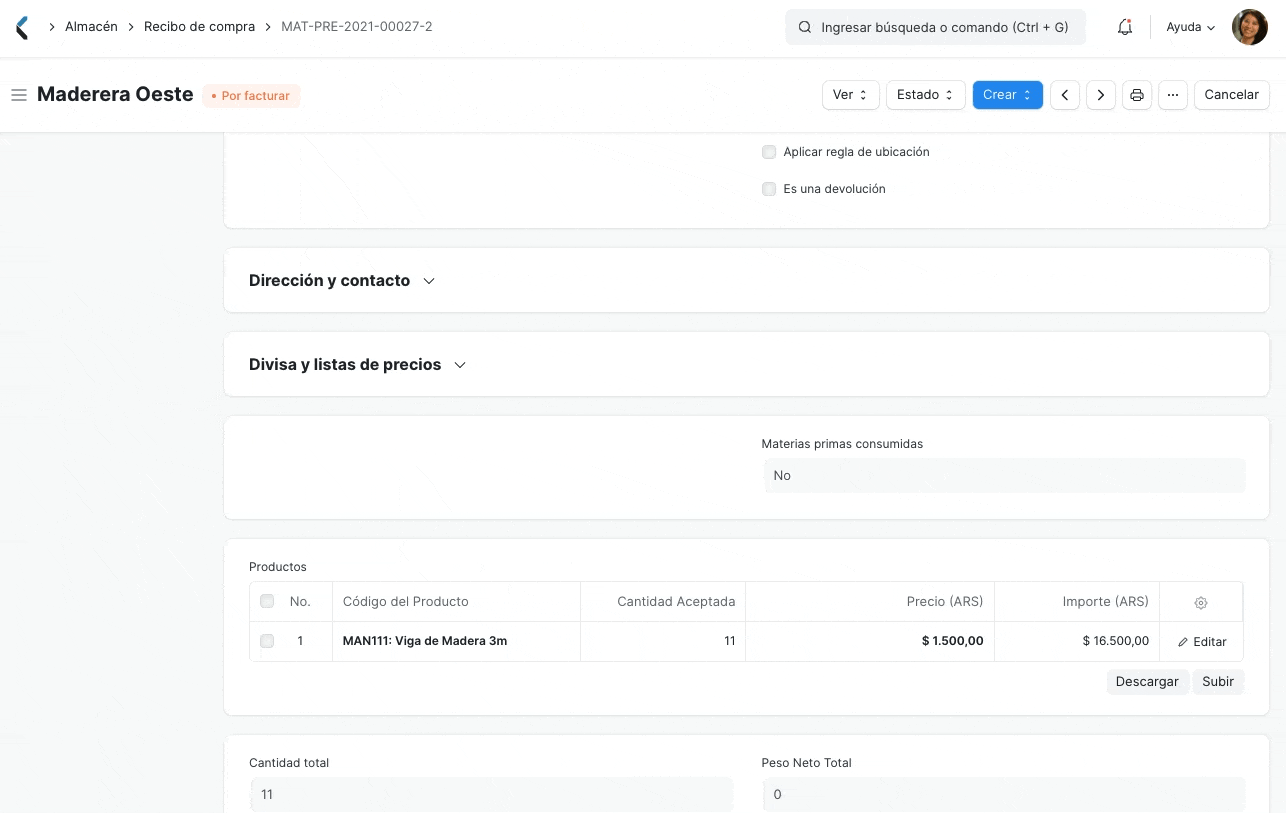 Almacén > Recibo de compra > MAT-PRE-2021-00027-2
Ingresar búsqueda o comando (Ctrl + G)
Ayuda
Maderera Oeste
• Por facturar
Ver
Estado
Crear
...
Cancelar
Aplicar regla de ubicación
Es una devolución
Dirección y contacto
Divisa y listas de precios
Materias primas consumidas
No
Productos
No. Código del Producto Cantidad Aceptada Precio (ARS) Importe (ARS)
1 MAN111: Viga de Madera 3m 11 $ 1.500,00 $ 16.500,00 Editar
Descargar Subir
Cantidad total
11
Peso Neto Total
0